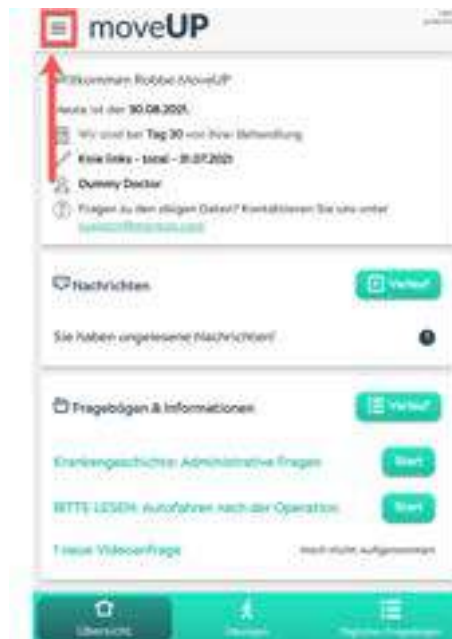 moveUP
Willkommen Robbe MoveUP
Heute ist der 30.08.2021.
Wir sind bei Tag 30 von Ihrer Behandlung
Knie links - total - 31.07.2021
Dummy Doctor
Fragen zu den obigen Daten? Kontaktieren Sie uns unter
Nachrichten
Verlauf
Sie haben ungelesene Nachrichten!
Fragebögen & Informationen
Verlauf
Krankengeschichte: Administrative Fragen
Start
BITTE LESEN: Autofahren nach der Operation
Start
1 neue Videoanfrage
noch nicht aufgenommen
Übersicht